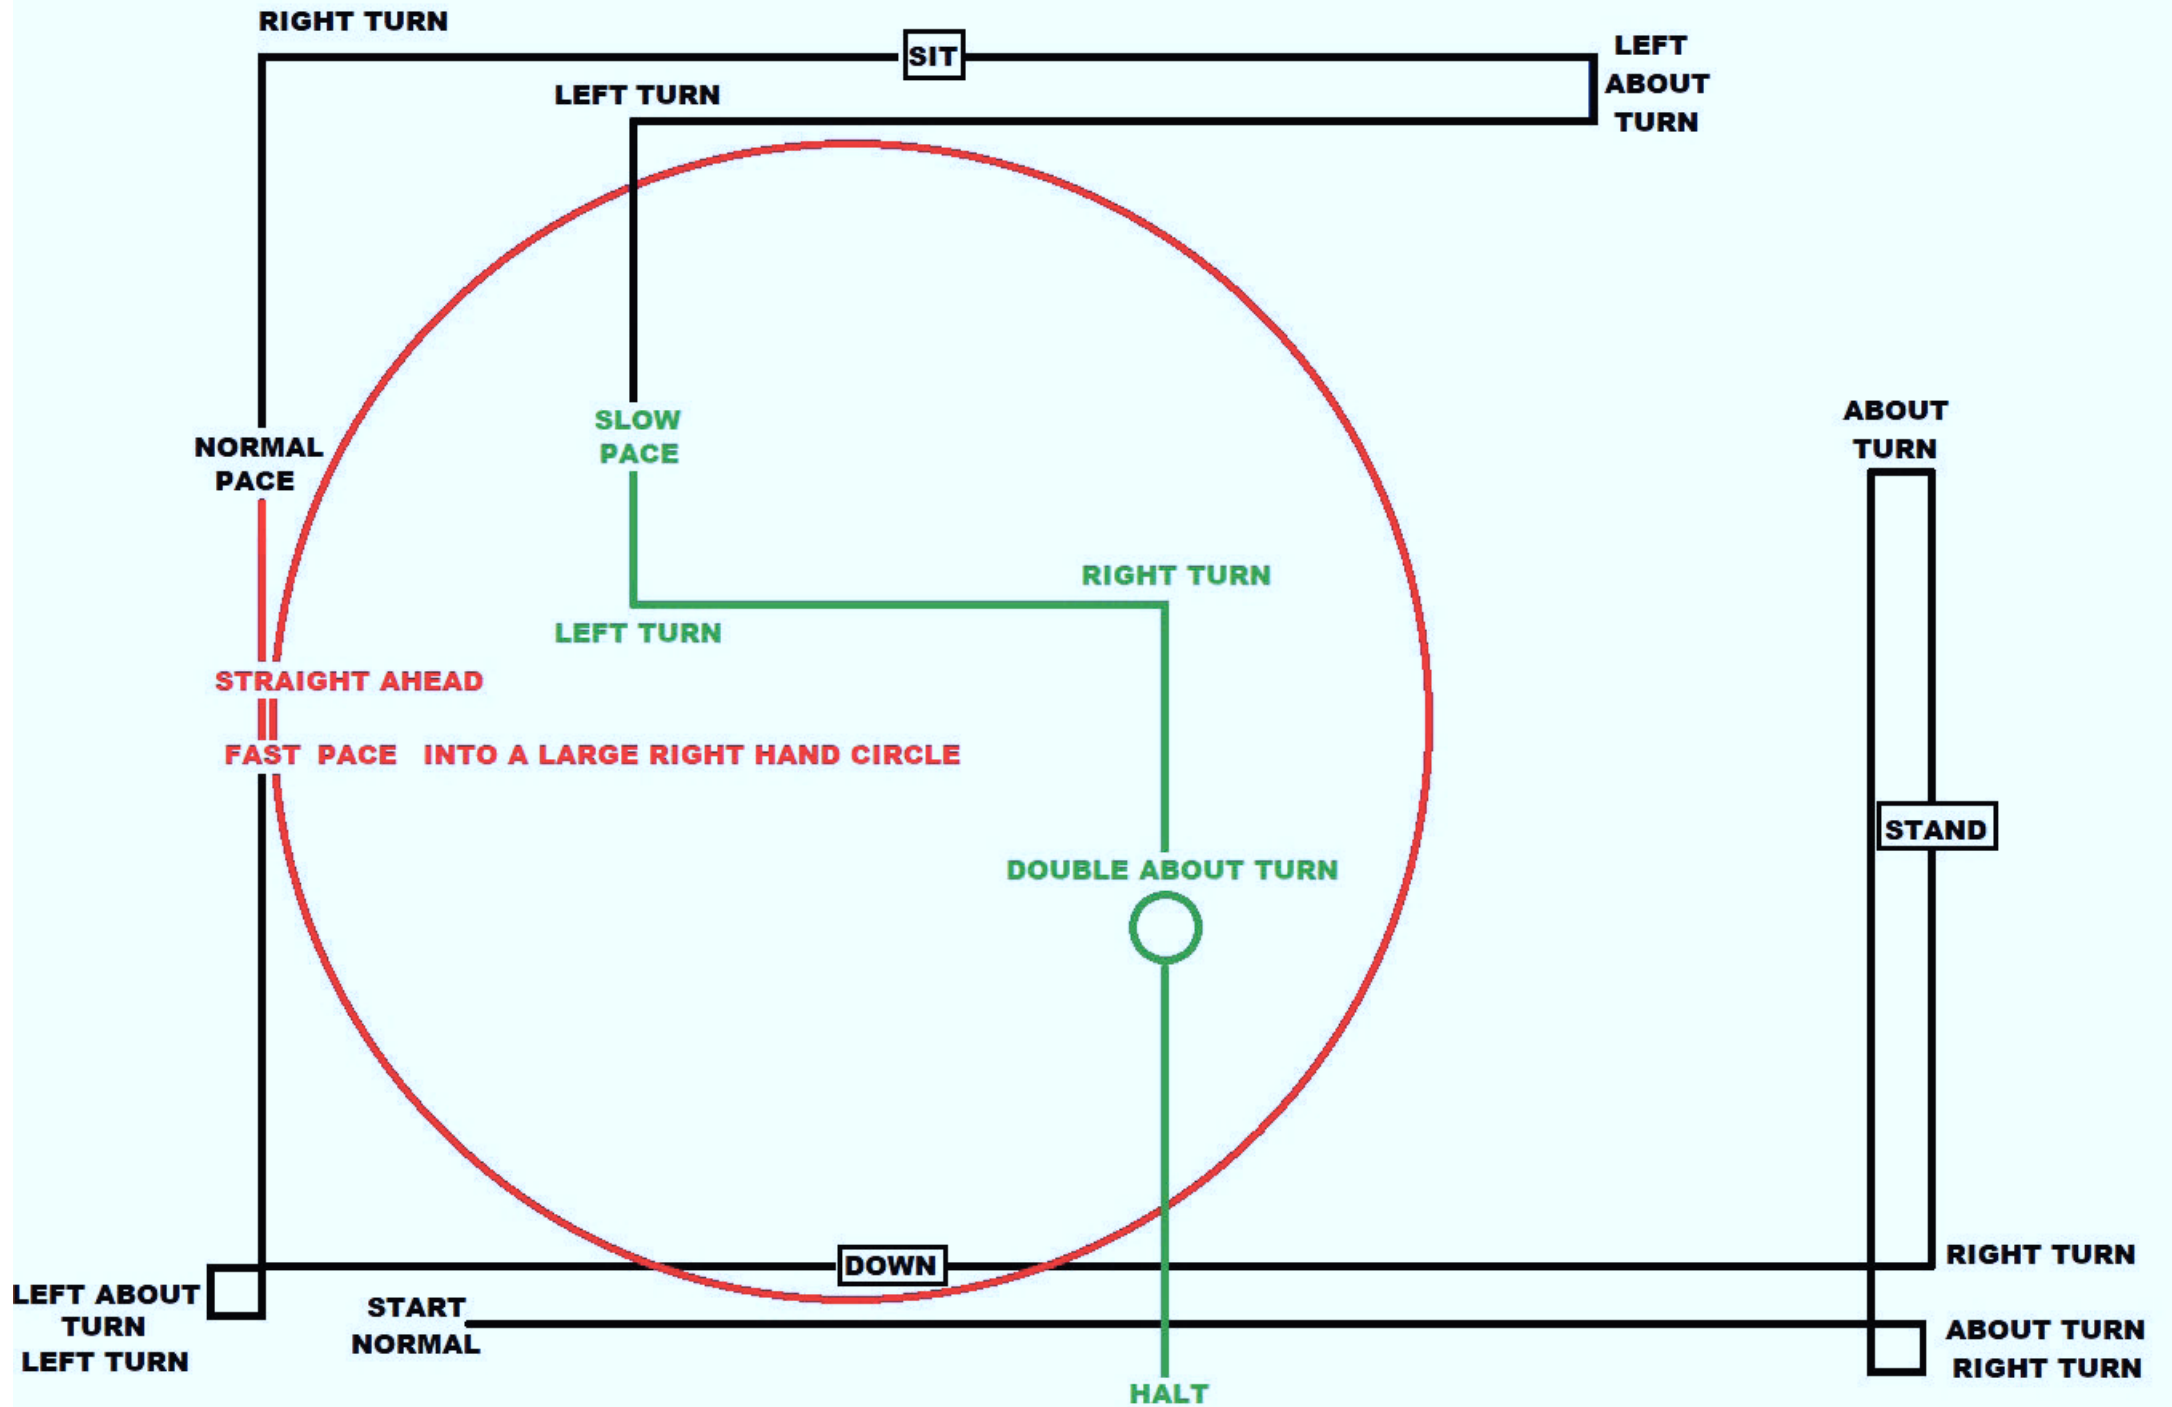 RIGHT TURN
SIT
LEFT
ABOUT
TURN
LEFT TURN
SLOW
PACE
NORMAL
PACE
ABOUT
TURN
RIGHT TURN
LEFT TURN
STRAIGHT AHEAD
FAST PACE INTO A LARGE RIGHT HAND CIRCLE
STAND
DOUBLE ABOUT TURN
RIGHT TURN
DOWN
LEFT ABOUT
TURN
LEFT TURN
START
NORMAL
ABOUT TURN
RIGHT TURN
HALT